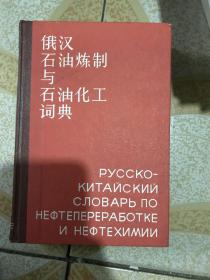 俄汉
石油炼制
与
石油化工
词典
РУССКО-
КИТАЙСКИЙ
СЛОВАРЬ ПО
НЕФТЕПЕРЕРАБОТКЕ
И НЕФТЕХИМИИ